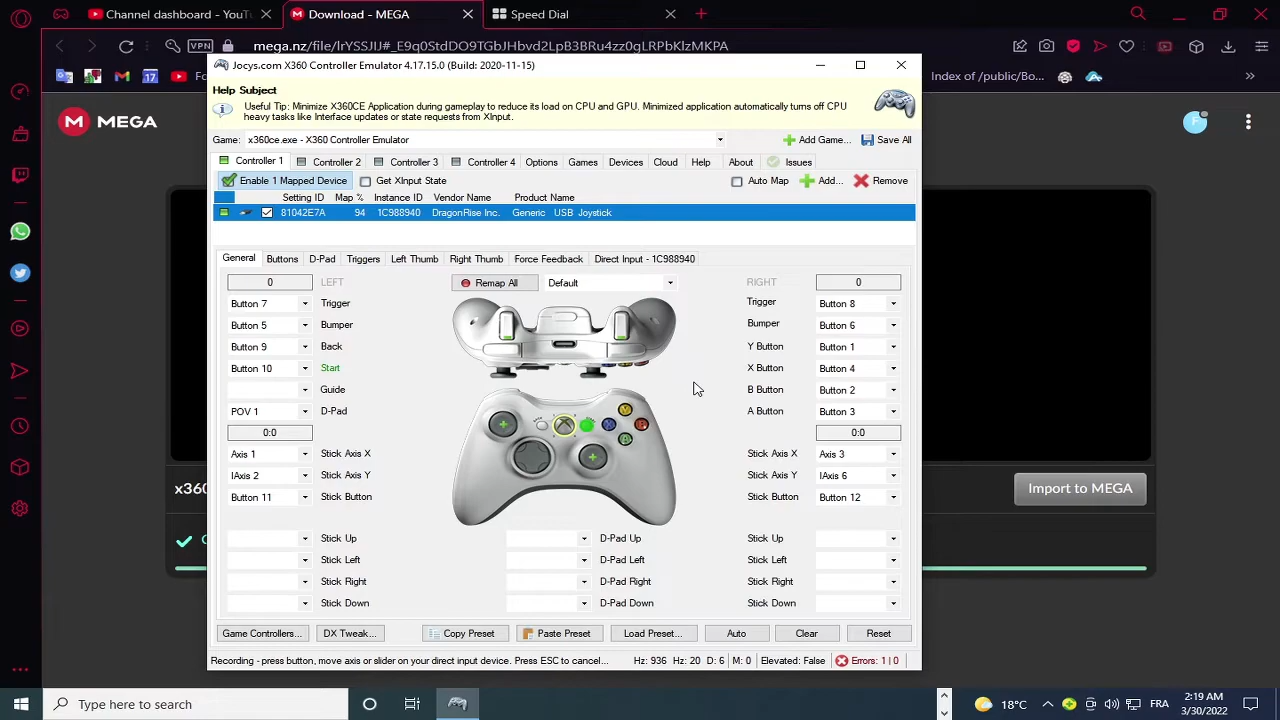 Channel dashboard - YouTu
Download - MEGA
Speed Dial
VPN
mega.nz/file/lrYSSJIJ#_E9q0StdDO9TGbJHbvd2LpB3BRu4zz0gLRPbKlzMKPA
17
Index of /public/Bo...
MEGA
F
Jocys.com X360 Controller Emulator 4.17.15.0 (Build: 2020-11-15)
Help Subject
Useful Tip: Minimize X360CE Application during gameplay to reduce its load on CPU and GPU. Minimized application automatically turns off CPU
heavy tasks like Interface updates or state requests from XInput.
Game: x360ce.exe - X360 Controller Emulator Add Game... Save All
Controller 1 Controller 2 Controller 3 Controller 4 Options Games Devices Cloud Help About Issues
Enable 1 Mapped Device Get XInput State Auto Map Add... Remove
Setting ID Map % Instance ID Vendor Name Product Name
81042E7A 94 1C988940 DragonRise Inc. Generic USB Joystick
General Buttons D-Pad Triggers Left Thumb Right Thumb Force Feedback Direct Input - 1C988940
0 LEFT Remap All Default RIGHT 0
Button 7 Trigger Trigger Button 8
Button 5 Bumper Bumper Button 6
Button 9 Back Y Button Button 1
Button 10 Start X Button Button 4
Guide B Button Button 2
POV 1 D-Pad A Button Button 3
0:0 0:0
Axis 1 Stick Axis X Stick Axis X Axis 3
IAxis 2 Stick Axis Y Stick Axis Y IAxis 6
Button 11 Stick Button Stick Button Button 12
Y
X
B
A
Stick Up D-Pad Up Stick Up
Stick Left D-Pad Left Stick Left
Stick Right D-Pad Right Stick Right
Stick Down D-Pad Down Stick Down
Game Controllers... DX Tweak... Copy Preset Paste Preset Load Preset... Auto Clear Reset
Recording - press button, move axis or slider on your direct input device. Press ESC to cancel... Hz: 936 Hz: 20 D: 6 M: 0 Elevated: False Errors: 1 | 0
x360
Import to MEGA
Type here to search
18°C
FR
2:19 AM
3/30/2022